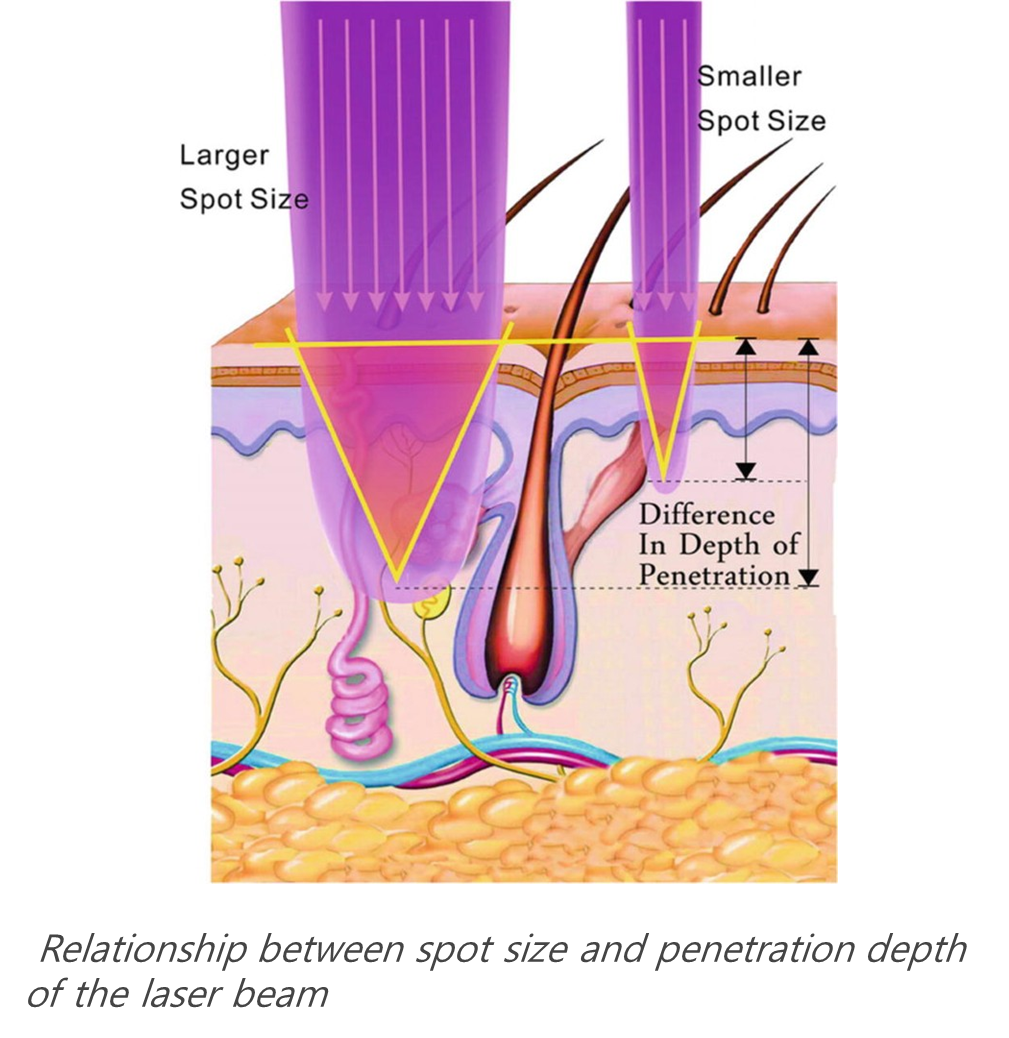 Smaller
Spot Size
Larger
Spot Size
Difference
In Depth of
Penetration
Relationship between spot size and penetration depth
of the laser beam